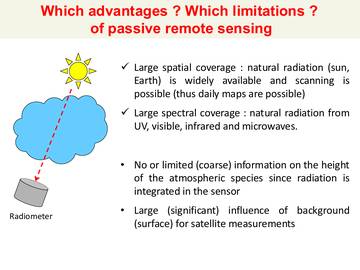 Which advantages ? Which limitations ?
of passive remote sensing
✓ Large spatial coverage : natural radiation (sun,
Earth) is widely available and scanning is
possible (thus daily maps are possible)
✓ Large spectral coverage : natural radiation from
UV, visible, infrared and microwaves.
• No or limited (coarse) information on the height
of the atmospheric species since radiation is
integrated in the sensor
• Large (significant) influence of background
(surface) for satellite measurements
Radiometer